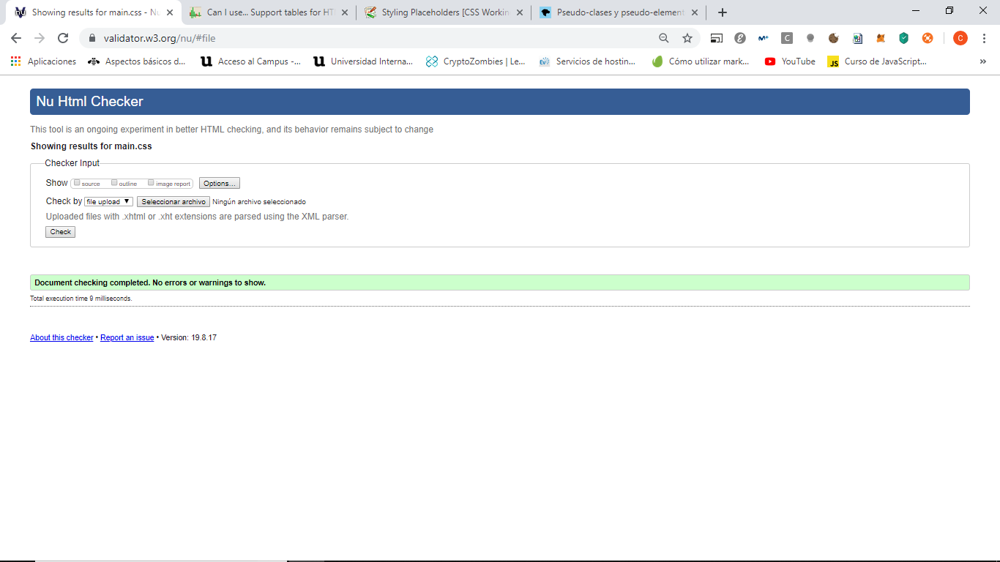 Showing results for main.css - Nu
Can I use... Support tables for HT
Styling Placeholders [CSS Workin
Pseudo-clases y pseudo-element
validator.w3.org/nu/#file
C
C
Aplicaciones
Aspectos básicos d...
Acceso al Campus -...
Universidad Interna...
CryptoZombies | Le...
Servicios de hostin...
Cómo utilizar mark...
YouTube
JS
Curso de JavaScript...
»
Nu Html Checker
This tool is an ongoing experiment in better HTML checking, and its behavior remains subject to change
Showing results for main.css
Checker Input
Show source outline image report Options...
Check by file upload ▼ Seleccionar archivo Ningún archivo seleccionado
Uploaded files with .xhtml or .xht extensions are parsed using the XML parser.
Check
Document checking completed. No errors or warnings to show.
Total execution time 9 milliseconds.
About this checker • Report an issue • Version: 19.8.17